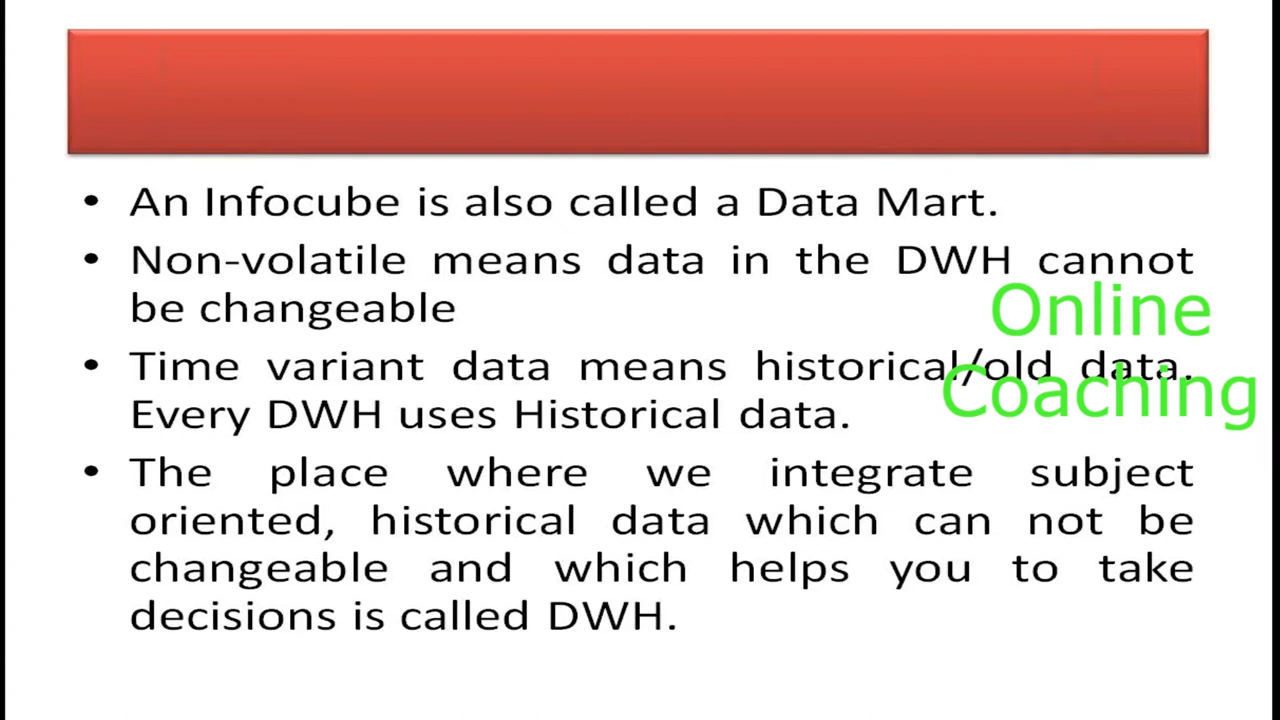 • An Infocube is also called a Data Mart.
• Non-volatile means data in the DWH cannot
be changeable
• Time variant data means historical/old data.
Every DWH uses Historical data.
• The place where we integrate subject
oriented, historical data which can not be
changeable and which helps you to take
decisions is called DWH.
Online
Coaching